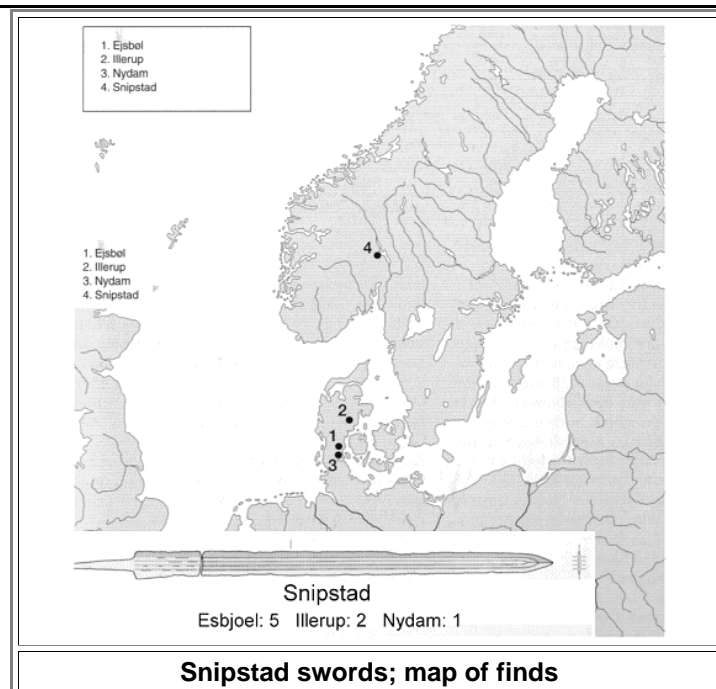 1. Ejsbøl
2. Illerup
3. Nydam
4. Snipstad
4
1. Ejsbøl
2. Illerup
3. Nydam
4. Snipstad
2
1
3
Snipstad
Esbjoel: 5 Illerup: 2 Nydam: 1
Snipstad swords; map of finds